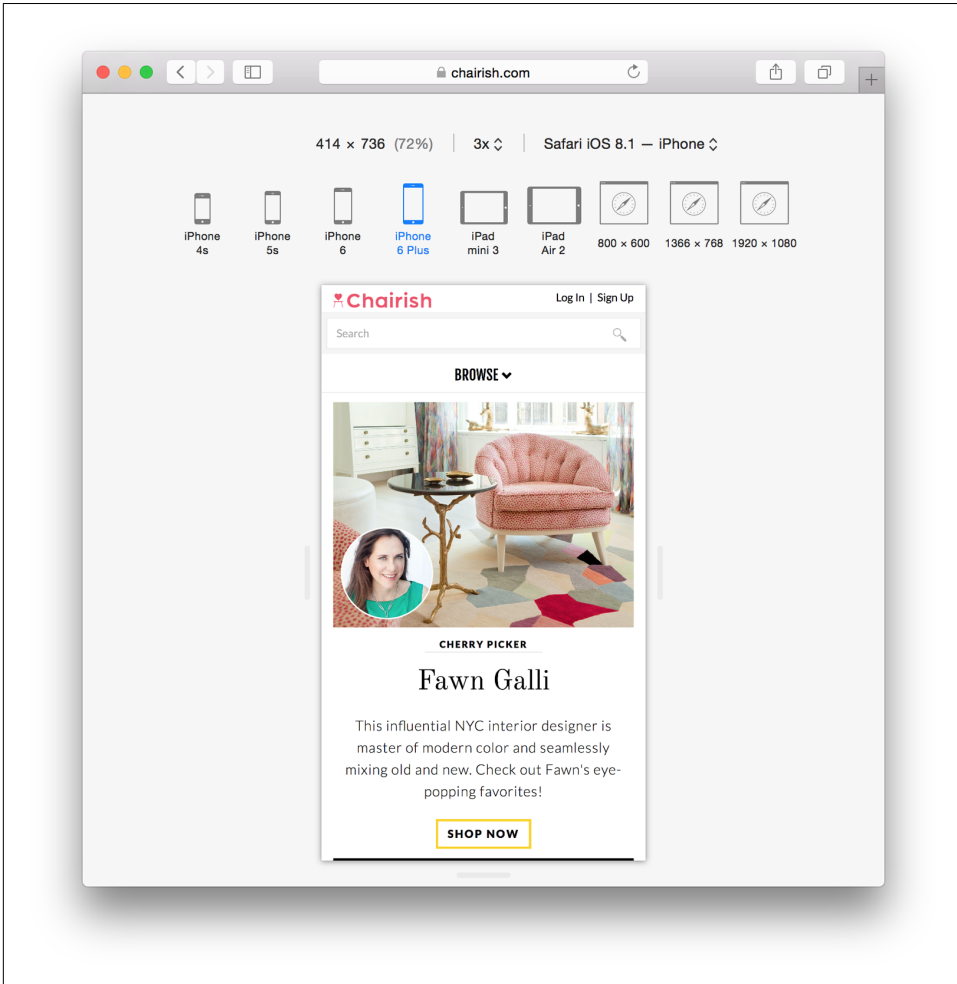 chairish.com
414 × 736 (72%) 3x Safari iOS 8.1 — iPhone
iPhone 4s
iPhone 5s
iPhone 6
iPhone 6 Plus
iPad mini 3
iPad Air 2
800 × 600
1366 × 768
1920 × 1080
Chairish
Log In | Sign Up
Search
BROWSE
CHERRY PICKER
Fawn Galli
This influential NYC interior designer is
master of modern color and seamlessly
mixing old and new. Check out Fawn's eye-
popping favorites!
SHOP NOW